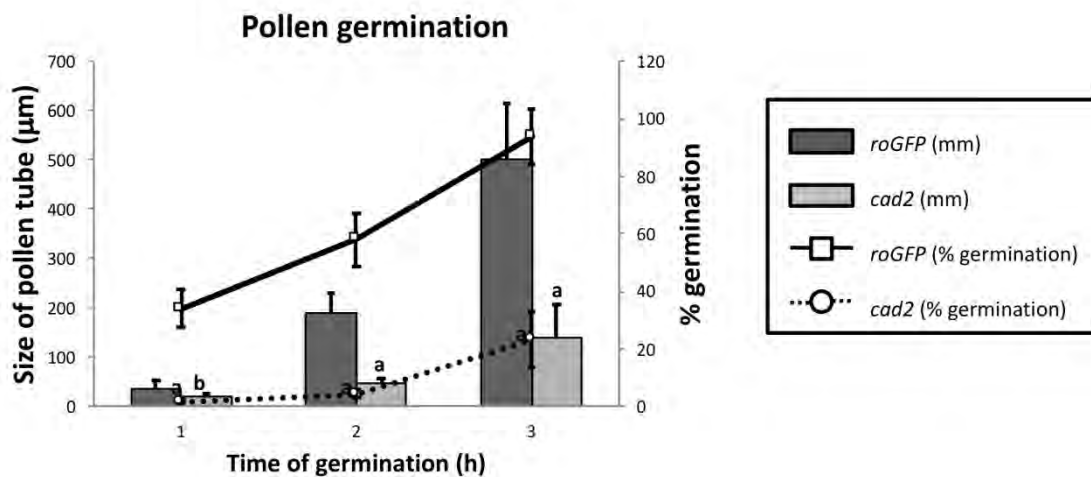 Pollen germination
Size of pollen tube (µm)
700
600
500
400
300
200
100
0
a
b
a
a
a
a
120
100
80
60
40
20
0
% germination
1
2
3
Time of germination (h)
roGFP (mm)
cad2 (mm)
roGFP (% germination)
cad2 (% germination)